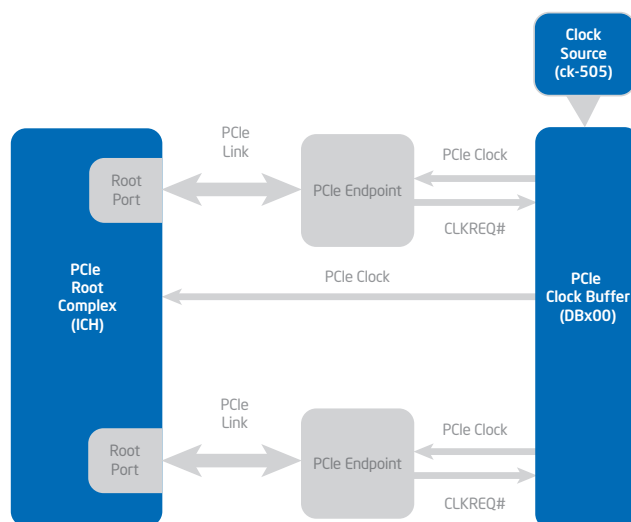 Clock
Source
(ck-505)
PCIe
Link
PCIe Clock
Root
Port
PCIe Endpoint
CLKREQ#
PCIe Clock
PCIe
Root
Complex
(ICH)
PCIe
Clock Buffer
(DBx00)
PCIe
Link
PCIe Clock
Root
Port
PCIe Endpoint
CLKREQ#